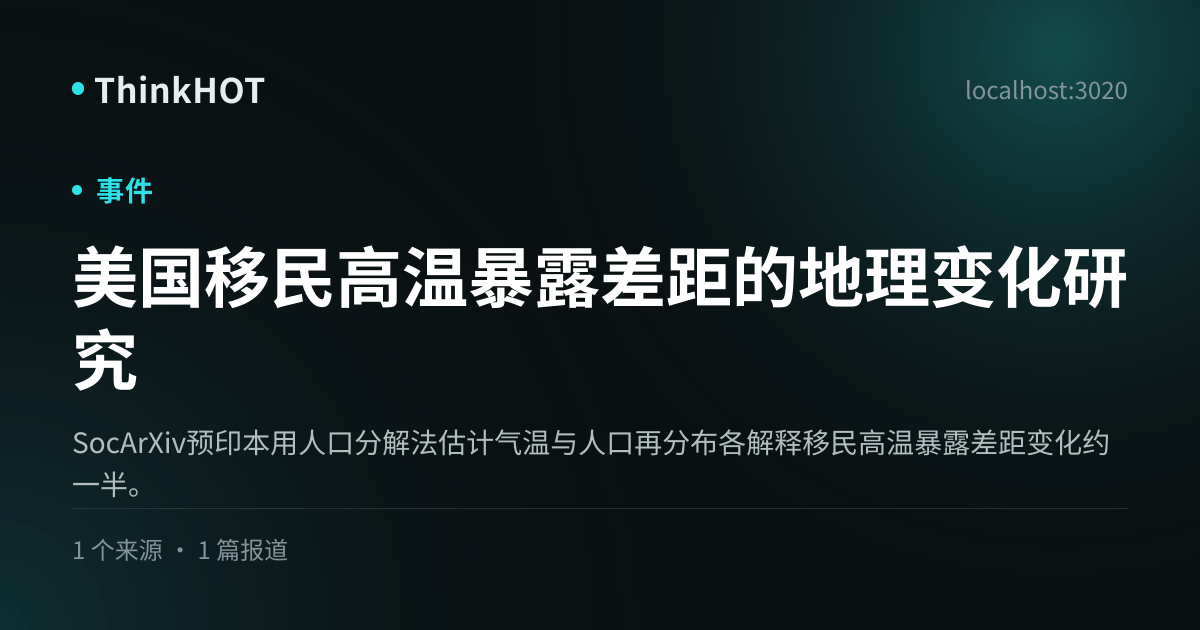 ThinkHOT
localhost:3020
事件
美国移民高温暴露差距的地理变化研
究
SocArXiv预印本用人口分解法估计气温与人口再分布各解释移民高温暴露差距变化约
一半。
1 个来源 · 1 篇报道